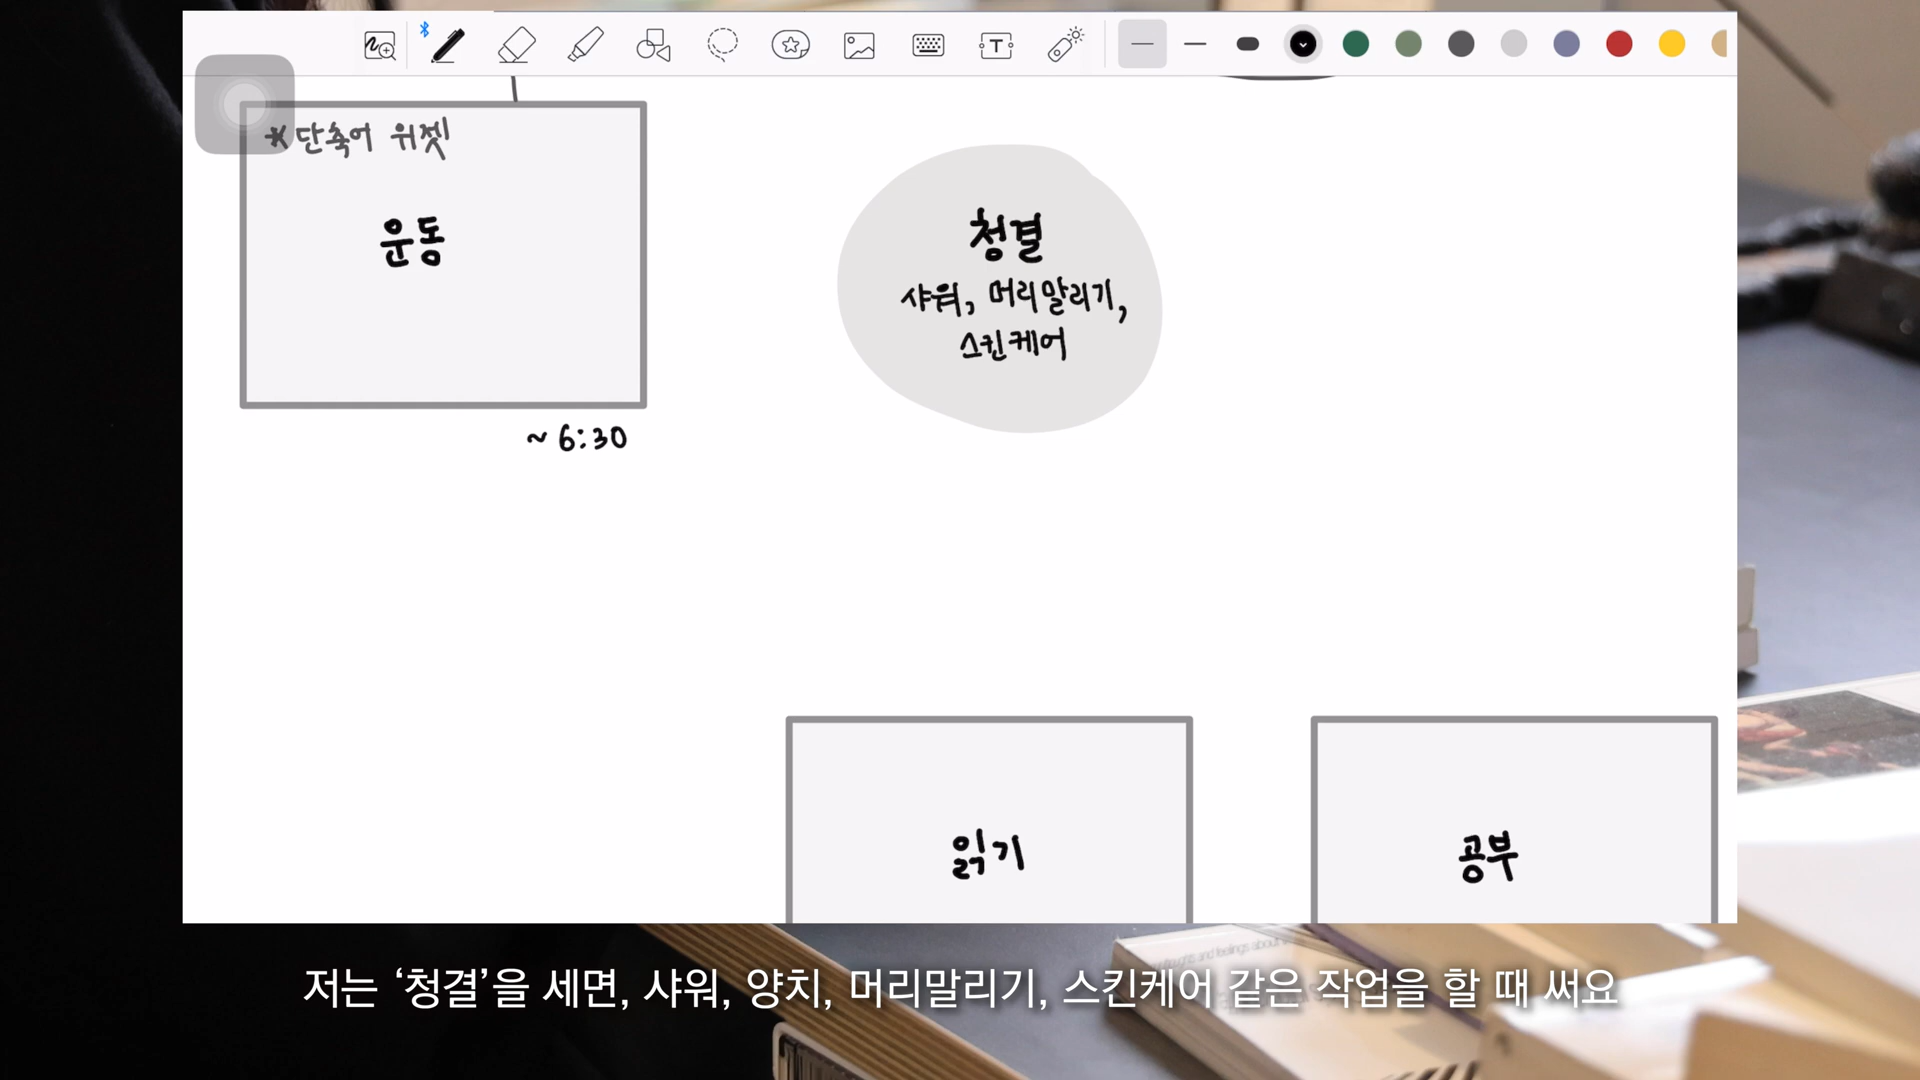 *단축어 위젯
운동
~ 6:30
청결
샤워, 머리말리기,
스킨케어
읽기
공부
저는 ‘청결’을 세면, 샤워, 양치, 머리말리기, 스킨케어 같은 작업을 할 때 써요